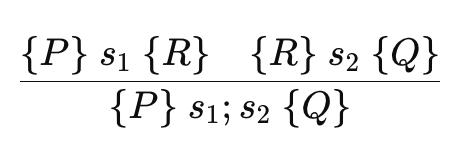 {P} s₁ {R} {R} s₂ {Q}
{P} s₁; s₂ {Q}